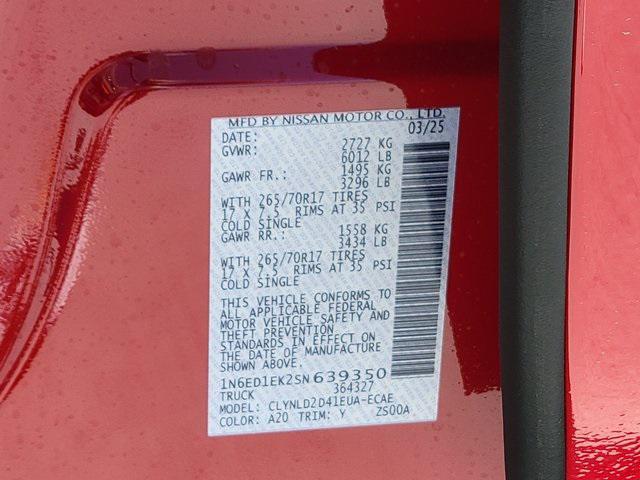 MFD BY NISSAN MOTOR CO., LTD.
DATE: 03/25
GVWR: 2727 KG
6012 LB
GAWR FR.: 1495 KG
3296 LB
WITH 265/70R17 TIRES
17 X 7.5 RIMS AT 35 PSI
COLD SINGLE
GAWR RR.: 1558 KG
3434 LB
WITH 265/70R17 TIRES
17 X 7.5 RIMS AT 35 PSI
COLD SINGLE
THIS VEHICLE CONFORMS TO
ALL APPLICABLE FEDERAL
MOTOR VEHICLE SAFETY AND
THEFT PREVENTION
STANDARDS IN EFFECT ON
THE DATE OF MANUFACTURE
SHOWN ABOVE.
1N6ED1EK2SN639350
TRUCK 364327
MODEL: CLYNLD2D41EUA-ECAE
COLOR: A20 TRIM: Y ZS00A